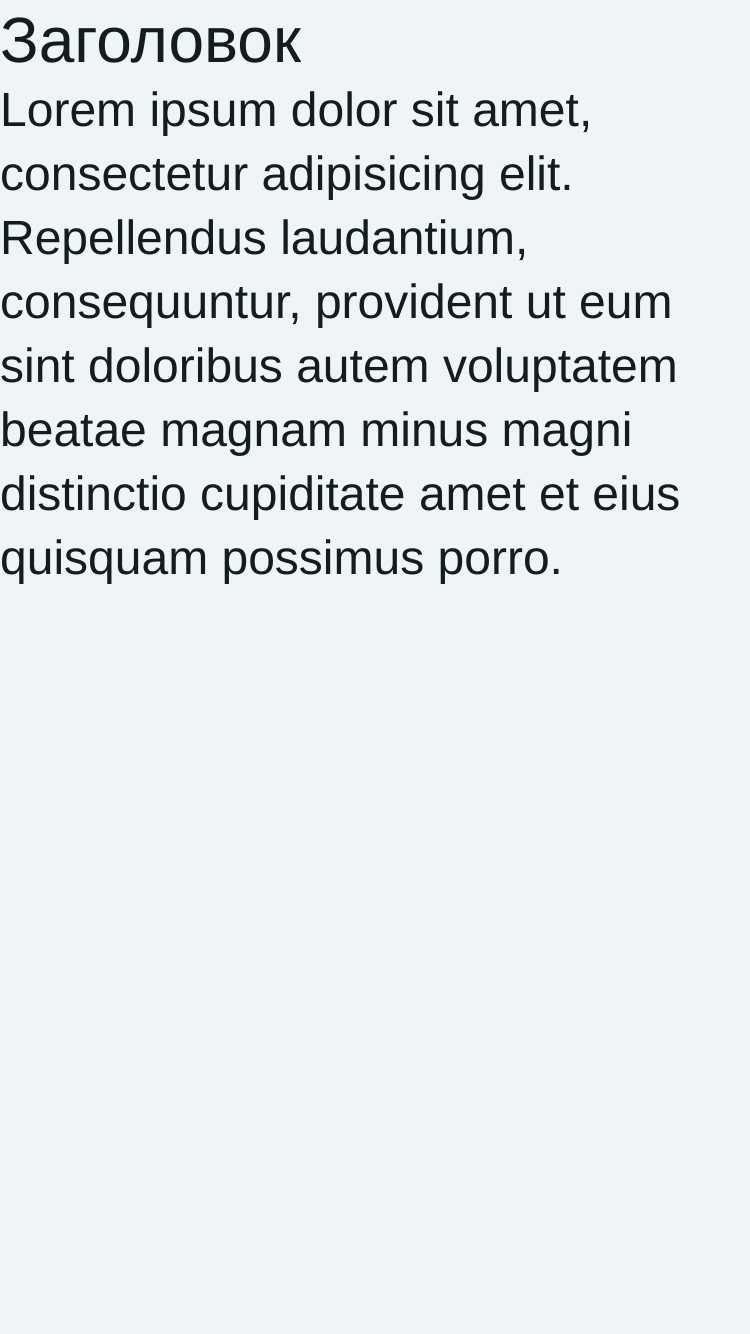 Заголовок
Lorem ipsum dolor sit amet,
consectetur adipisicing elit.
Repellendus laudantium,
consequuntur, provident ut eum
sint doloribus autem voluptatem
beatae magnam minus magni
distinctio cupiditate amet et eius
quisquam possimus porro.